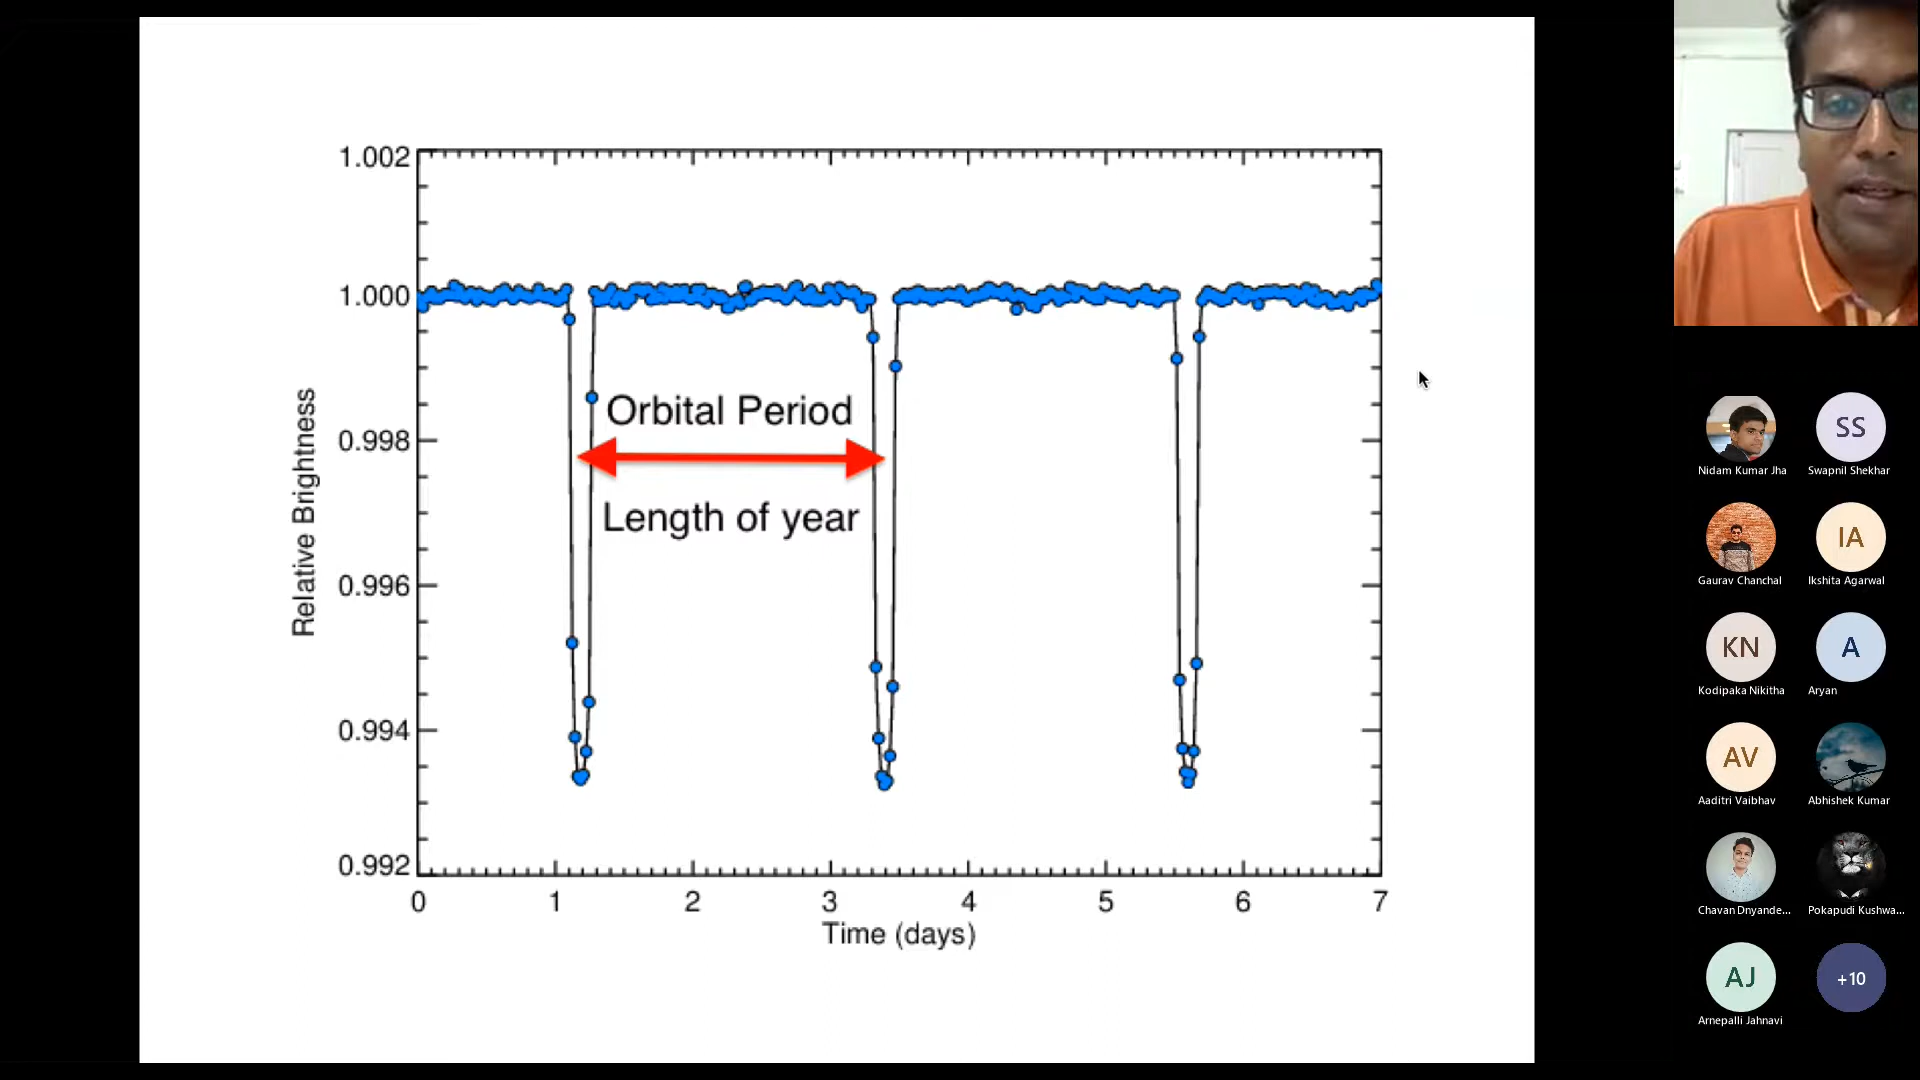 1.002
1.000
0.998
0.996
0.994
0.992
Relative Brightness
Orbital Period
Length of year
0 1 2 3 4 5 6 7
Time (days)
Nidam Kumar Jha
SS
Swapnil Shekhar
Gaurav Chanchal
IA
Ikshita Agarwal
KN
Kodipaka Nikitha
A
Aryan
AV
Aaditri Vaibhav
Abhishek Kumar
Chavan Dnyande...
Pokapudi Kushwa...
AJ
Arnepalli Jahnavi
+10